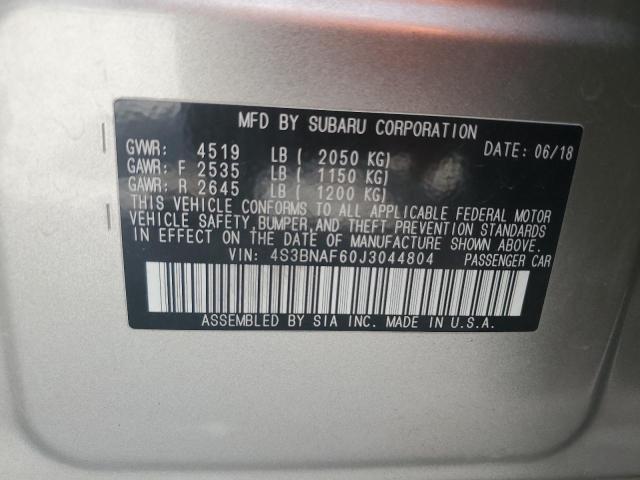 MFD BY SUBARU CORPORATION
GVWR: 4519 LB ( 2050 KG) DATE: 06/18
GAWR: F 2535 LB ( 1150 KG)
GAWR: R 2645 LB ( 1200 KG)
THIS VEHICLE CONFORMS TO ALL APPLICABLE FEDERAL MOTOR
VEHICLE SAFETY, BUMPER, AND THEFT PREVENTION STANDARDS
IN EFFECT ON THE DATE OF MANUFACTURE SHOWN ABOVE.
VIN: 4S3BNAF60J3044804 PASSENGER CAR
ASSEMBLED BY SIA INC. MADE IN U.S.A.